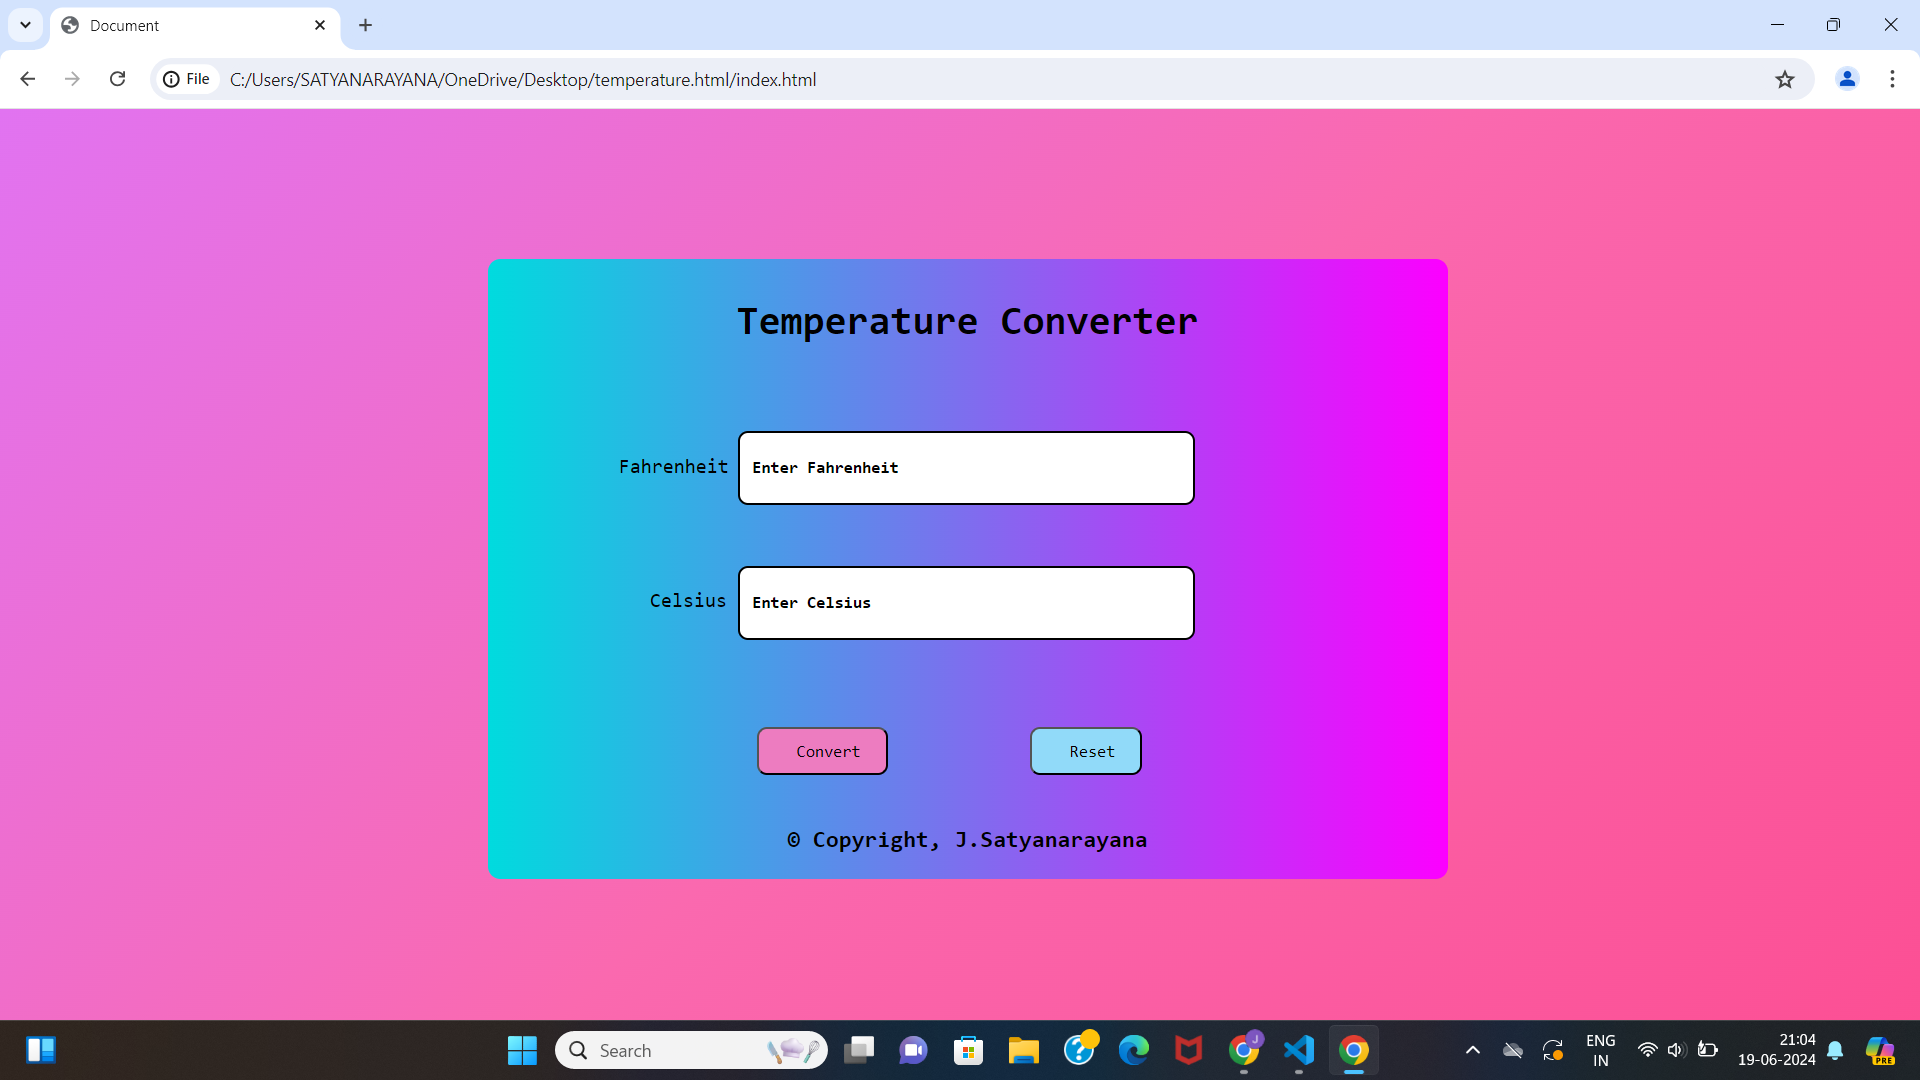 Document
File
C:/Users/SATYANARAYANA/OneDrive/Desktop/temperature.html/index.html
Temperature Converter
Fahrenheit
Enter Fahrenheit
Celsius
Enter Celsius
Convert
Reset
© Copyright, J.Satyanarayana
Search
J
ENG
IN
21:04
19-06-2024
PRE